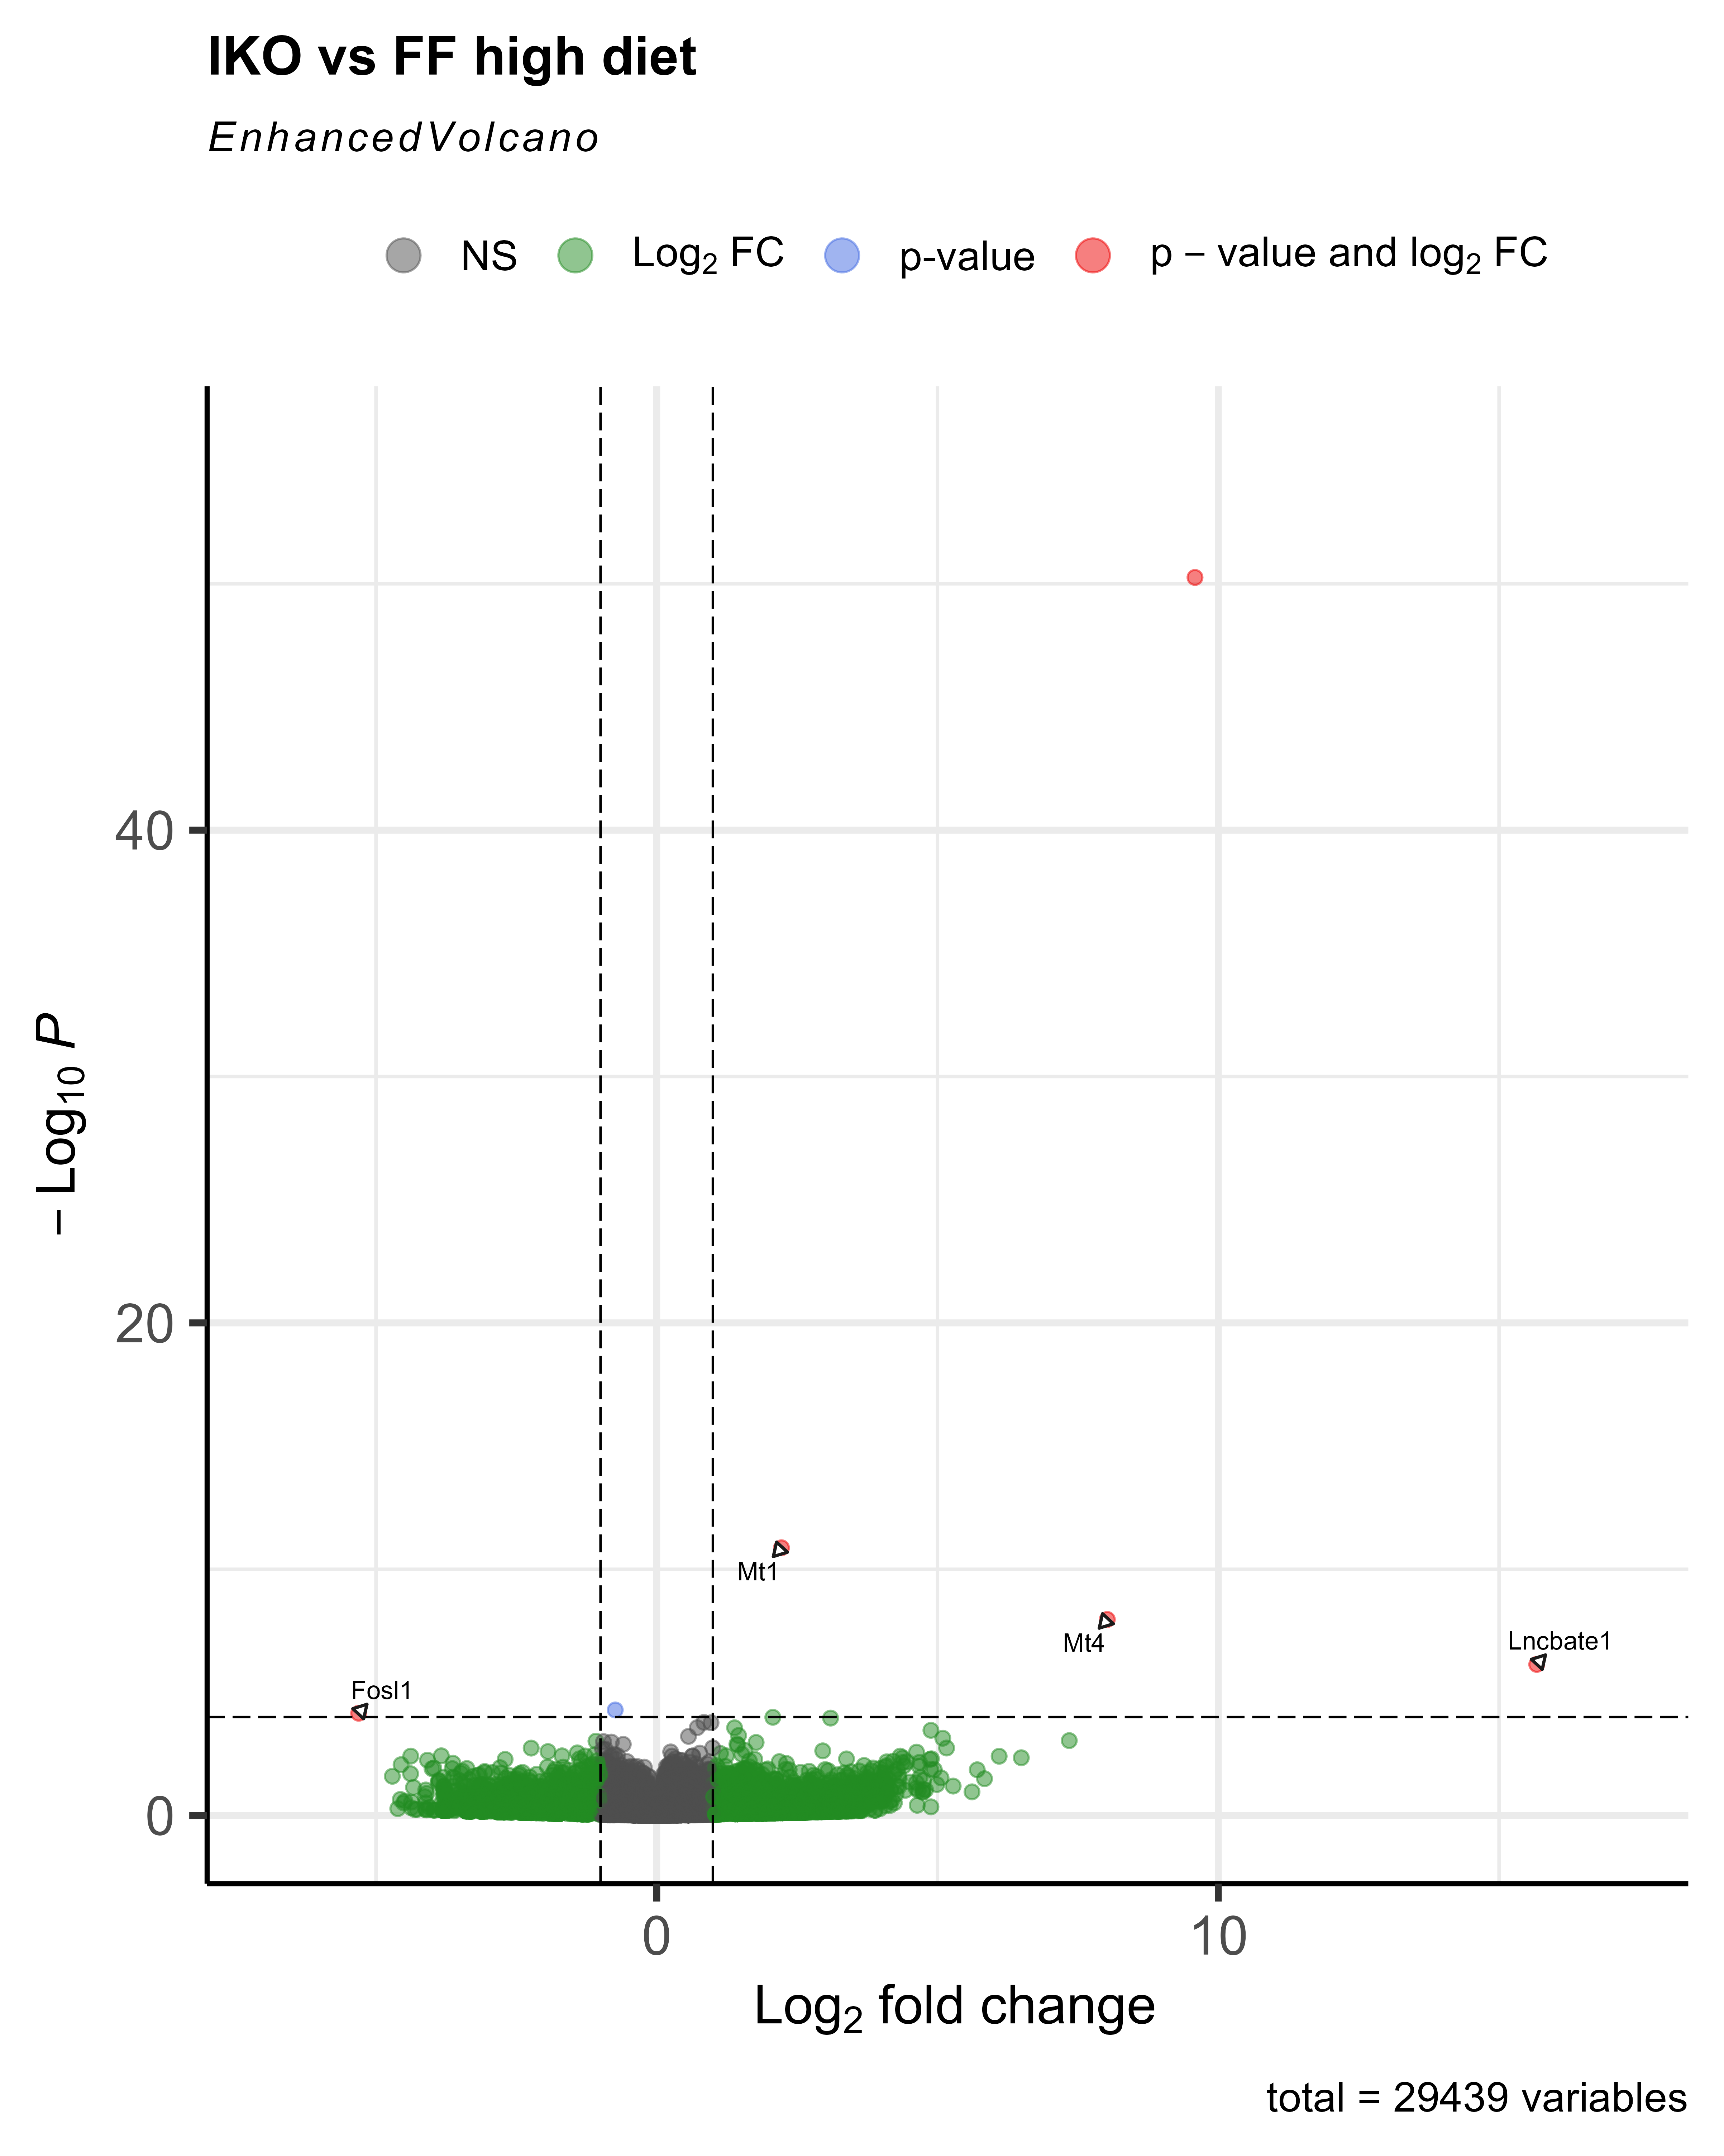 IKO vs FF high diet
EnhancedVolcano
NS Log₂ FC p-value p − value and log₂ FC
− Log₁₀ P
40
20
0
Mt1
Mt4
Lncbate1
Fosl1
0 10
Log₂ fold change
total = 29439 variables